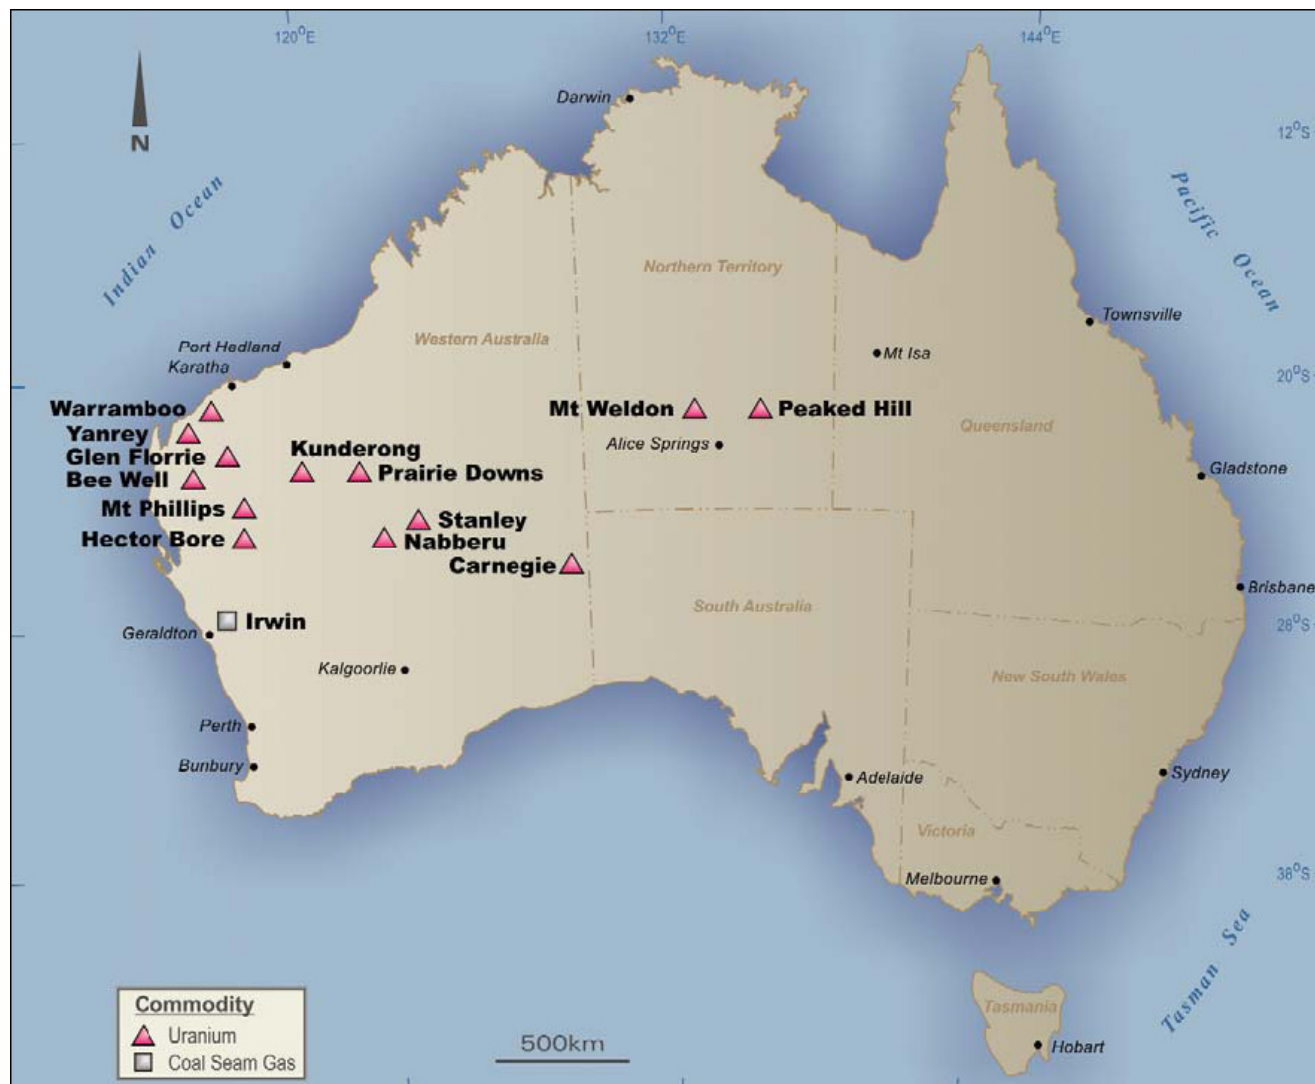 120°E
132°E
144°E
N
Darwin
12°S
Indian Ocean
Pacific Ocean
Northern Territory
Townsville
Western Australia
Port Hedland
Karatha
Mt Isa
20°S
Warramboo
Mt Weldon
Peaked Hill
Yanrey
Alice Springs
Queensland
Glen Florrie
Kunderong
Bee Well
Prairie Downs
Gladstone
Mt Phillips
Stanley
Hector Bore
Nabberu
Carnegie
Brisbane
South Australia
Irwin
28°S
Geraldton
Kalgoorlie
New South Wales
Perth
Bunbury
Adelaide
Sydney
Victoria
Melbourne
38°S
Tasman Sea
Commodity
Uranium
Coal Seam Gas
500km
Tasmania
Hobart